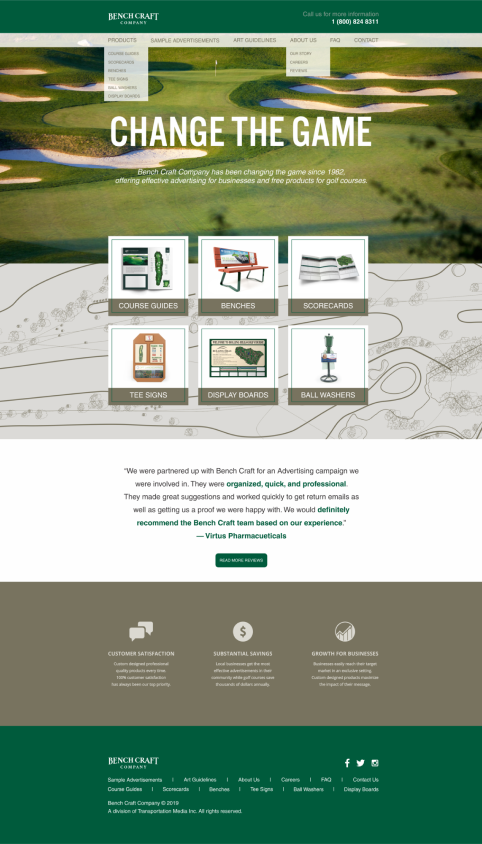 BENCH CRAFT
COMPANY
Call us for more information
1 (800) 824 8311
PRODUCTS SAMPLE ADVERTISEMENTS ART GUIDELINES ABOUT US FAQ CONTACT
COURSE GUIDES
SCORECARDS
BENCHES
TEE SIGNS
BALL WASHERS
DISPLAY BOARDS
OUR STORY
CAREERS
REVIEWS
CHANGE THE GAME
Bench Craft Company has been changing the game since 1982,
offering effective advertising for businesses and free products for golf courses.
COURSE GUIDES
BENCHES
SCORECARDS
TEE SIGNS
DISPLAY BOARDS
BALL WASHERS
“We were partnered up with Bench Craft for an Advertising campaign we
were involved in. They were organized, quick, and professional.
They made great suggestions and worked quickly to get return emails as
well as getting us a proof we were happy with. We would definitely
recommend the Bench Craft team based on our experience.”
— Virtus Pharmacueticals
READ MORE REVIEWS
CUSTOMER SATISFACTION
Custom designed professional
quality products every time.
100% customer satisfaction
has always been our top priority.
SUBSTANTIAL SAVINGS
Local businesses get the most
effective advertisements in their
community while golf courses save
thousands of dollars annually.
GROWTH FOR BUSINESSES
Businesses easily reach their target
market in an exclusive setting.
Custom designed products maximize
the impact of their message.
BENCH CRAFT
COMPANY
Sample Advertisements | Art Guidelines | About Us | Careers | FAQ | Contact Us
Course Guides | Scorecards | Benches | Tee Signs | Ball Washers | Display Boards
Bench Craft Company © 2019
A division of Transportation Media Inc. All rights reserved.